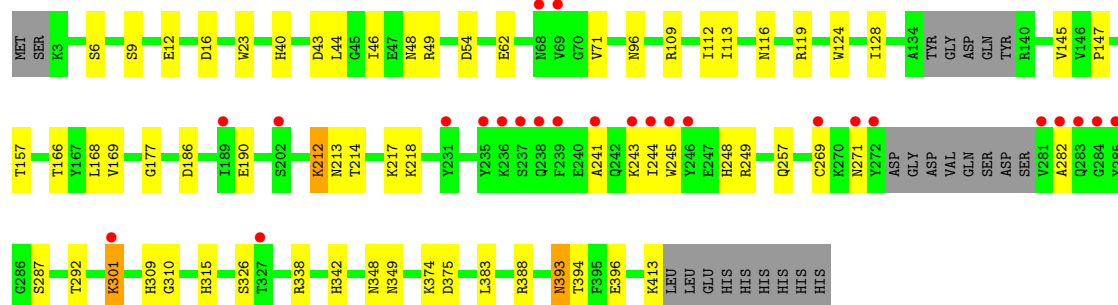 MET SER K3 S6 S9 E12 D16 W23 H40 D43 L44 G45 I46 E47 N48 R49 D54 E62 N68 V69 G70 V71 N96 R109 I112 I113 N116 R119 W124 I128 A134 TYR GLY ASP GLN TYR R140 V145 V146 P147
T157 T166 Y167 L168 V169 G177 D186 I189 E190 S202 K212 N213 T214 K217 K218 Y231 Y235 K236 S237 Q238 F239 E240 A241 Q242 K243 I244 W245 Y246 E247 H248 R249 Q257 C269 K270 N271 Y272 ASP GLY ASP VAL GLN SER ASP SER V281 A282 Q283 G284 Y285
G286 S287 T292 K301 H309 G310 H315 S326 T327 R338 H342 N348 N349 K374 D375 L383 R388 N393 T394 F395 E396 K413 LEU LEU GLU HIS HIS HIS HIS HIS